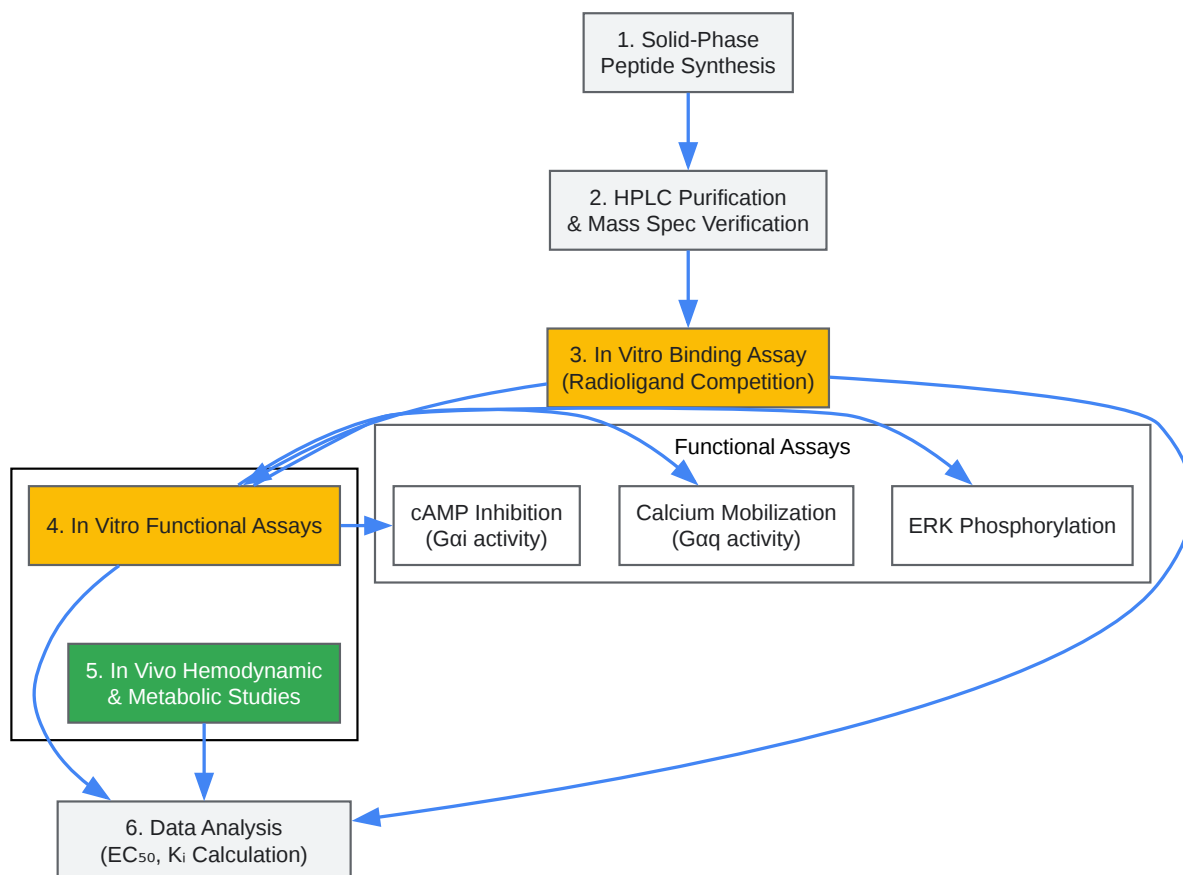 1. Solid-Phase
Peptide Synthesis
2. HPLC Purification
& Mass Spec Verification
3. In Vitro Binding Assay
(Radioligand Competition)
Functional Assays
4. In Vitro Functional Assays
cAMP Inhibition
(Gαi activity)
Calcium Mobilization
(Gαq activity)
ERK Phosphorylation
5. In Vivo Hemodynamic
& Metabolic Studies
6. Data Analysis
(EC₅₀, Kᵢ Calculation)